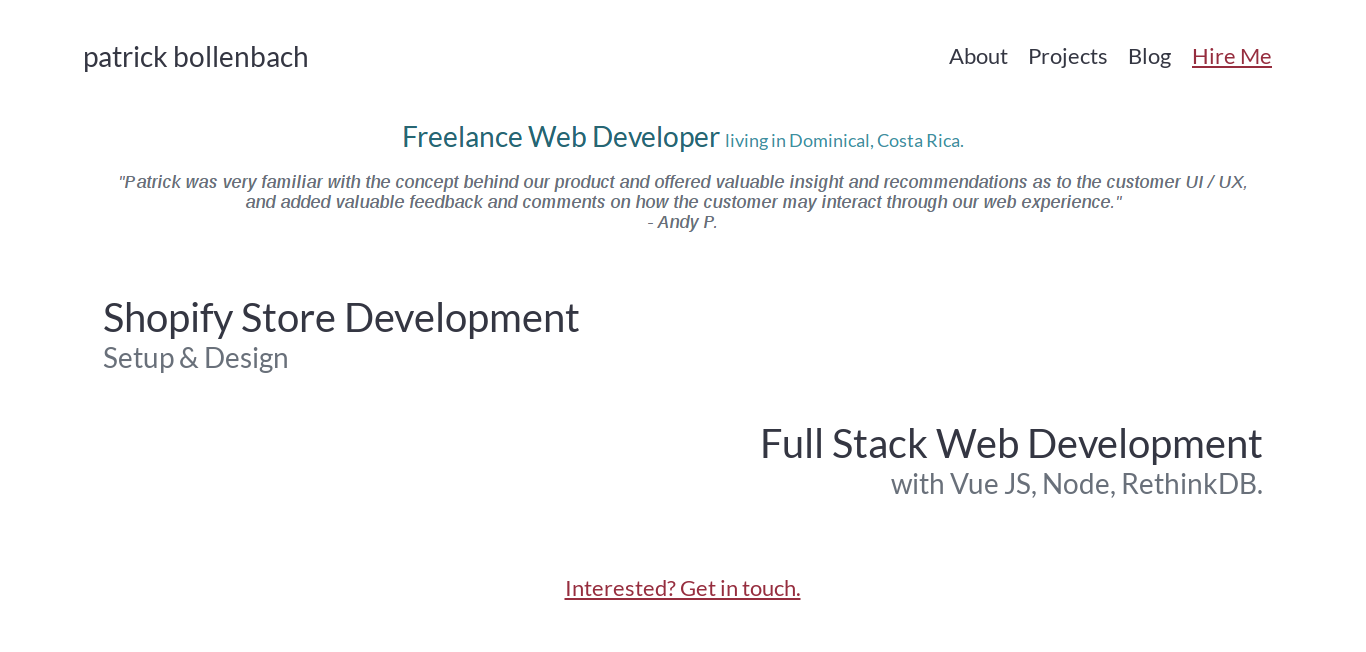 patrick bollenbach
About Projects Blog Hire Me
Freelance Web Developer living in Dominical, Costa Rica.
"Patrick was very familiar with the concept behind our product and offered valuable insight and recommendations as to the customer UI / UX,
and added valuable feedback and comments on how the customer may interact through our web experience."
- Andy P.
Shopify Store Development
Setup & Design
Full Stack Web Development
with Vue JS, Node, RethinkDB.
Interested? Get in touch.